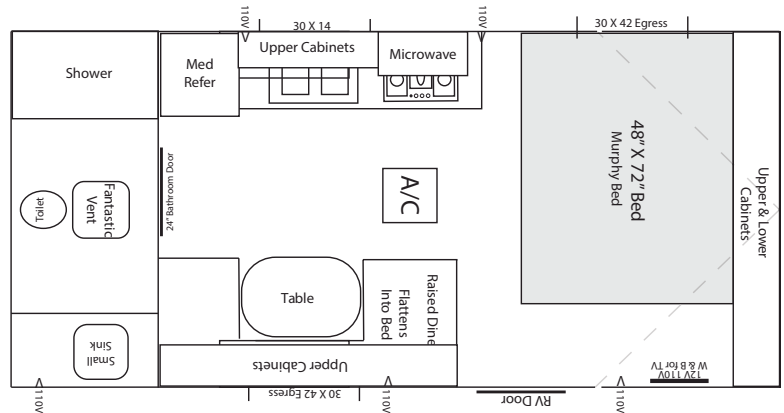 110V
30 X 14
110V
30 X 42 Egress
Shower
Med
Refer
Upper Cabinets
Microwave
48" X 72" Bed
Murphy Bed
Upper & Lower
Cabinets
24" Bathroom Door
Toilet
Fantastic
Vent
A/C
Table
Raised Dine
Flattens
Into Bed
Small
Sink
Upper Cabinets
12V 110V
W & B for TV
110V
30 X 42 Egress
110V
RV Door
110V